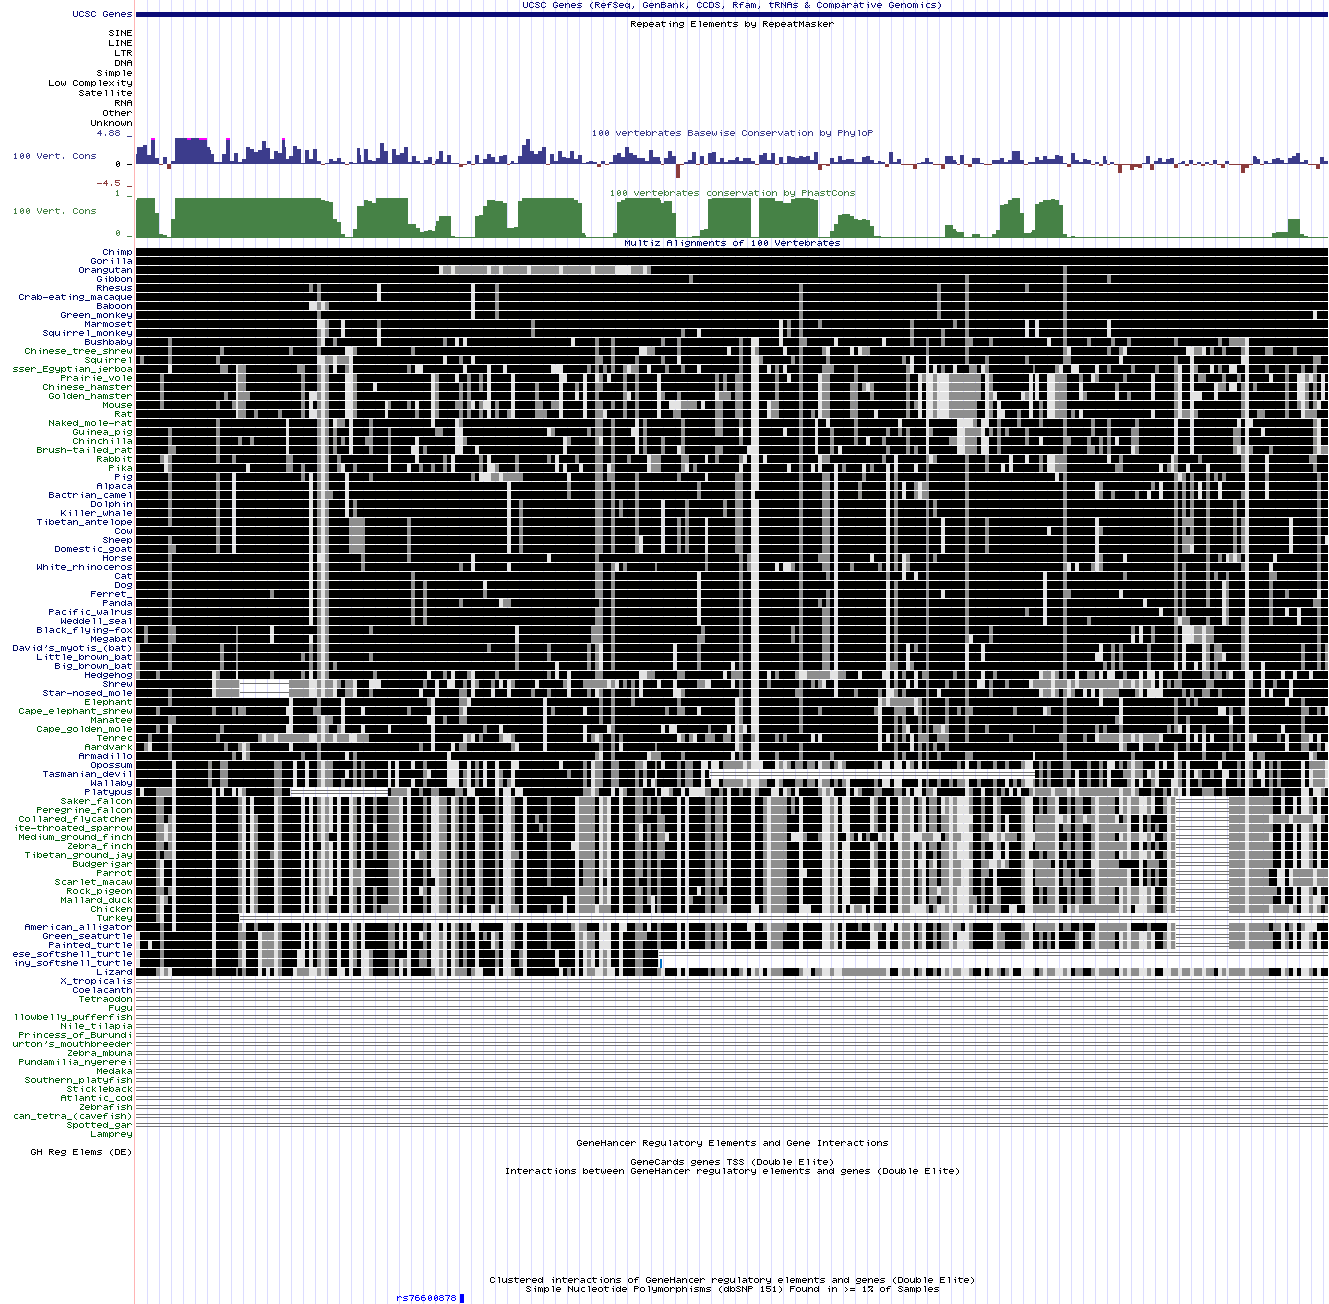 UCSC Genes (RefSeq, GenBank, CCDS, Rfam, tRNAs & Comparative Genomics)
UCSC Genes
Repeating Elements by RepeatMasker
SINE
LINE
LTR
DNA
Simple
Low Complexity
Satellite
RNA
Other
Unknown
4.88 _
100 vertebrates Basewise Conservation by PhyloP
100 Vert. Cons
0 -
-4.5 _
1 _
100 vertebrates conservation by PhastCons
100 Vert. Cons
0 _
Multiz Alignments of 100 Vertebrates
Chimp
Gorilla
Orangutan
Gibbon
Rhesus
Crab-eating_macaque
Baboon
Green_monkey
Marmoset
Squirrel_monkey
Bushbaby
Chinese_tree_shrew
Squirrel
sser_Egyptian_jerboa
Prairie_vole
Chinese_hamster
Golden_hamster
Mouse
Rat
Naked_mole-rat
Guinea_pig
Chinchilla
Brush-tailed_rat
Rabbit
Pika
Pig
Alpaca
Bactrian_camel
Dolphin
Killer_whale
Tibetan_antelope
Cow
Sheep
Domestic_goat
Horse
White_rhinoceros
Cat
Dog
Ferret_
Panda
Pacific_walrus
Weddell_seal
Black_flying-fox
Megabat
David's_myotis_(bat)
Little_brown_bat
Big_brown_bat
Hedgehog
Shrew
Star-nosed_mole
Elephant
Cape_elephant_shrew
Manatee
Cape_golden_mole
Tenrec
Aardvark
Armadillo
Opossum
Tasmanian_devil
Wallaby
Platypus
Saker_falcon
Peregrine_falcon
Collared_flycatcher
ite-throated_sparrow
Medium_ground_finch
Zebra_finch
Tibetan_ground_jay
Budgerigar
Parrot
Scarlet_macaw
Rock_pigeon
Mallard_duck
Chicken
Turkey
American_alligator
Green_seaturtle
Painted_turtle
ese_softshell_turtle
iny_softshell_turtle
Lizard
X_tropicalis
Coelacanth
Tetraodon
Fugu
llowbelly_pufferfish
Nile_tilapia
Princess_of_Burundi
urton's_mouthbreeder
Zebra_mbuna
Pundamilia_nyererei
Medaka
Southern_platyfish
Stickleback
Atlantic_cod
Zebrafish
can_tetra_(cavefish)
Spotted_gar
Lamprey
GeneHancer Regulatory Elements and Gene Interactions
GH Reg Elems (DE)
GeneCards genes TSS (Double Elite)
Interactions between GeneHancer regulatory elements and genes (Double Elite)
Clustered interactions of GeneHancer regulatory elements and genes (Double Elite)
Simple Nucleotide Polymorphisms (dbSNP 151) Found in >= 1% of Samples
rs76600878